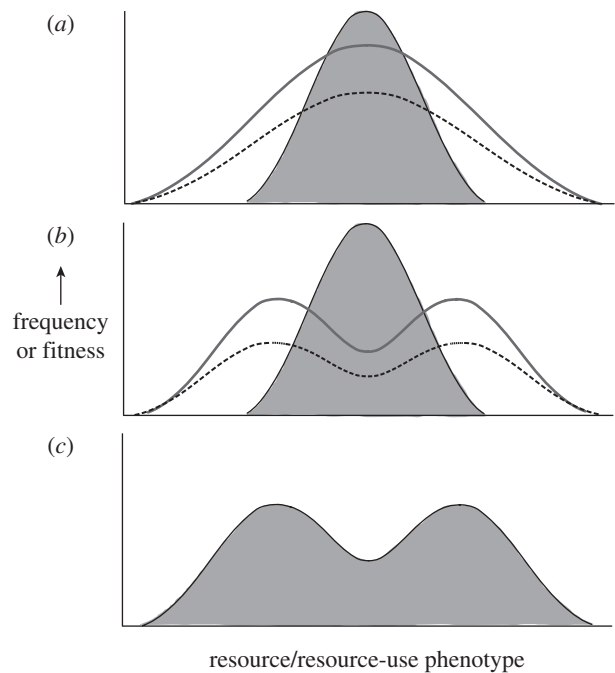 (a)
(b)
frequency
or fitness
(c)
resource/resource-use phenotype